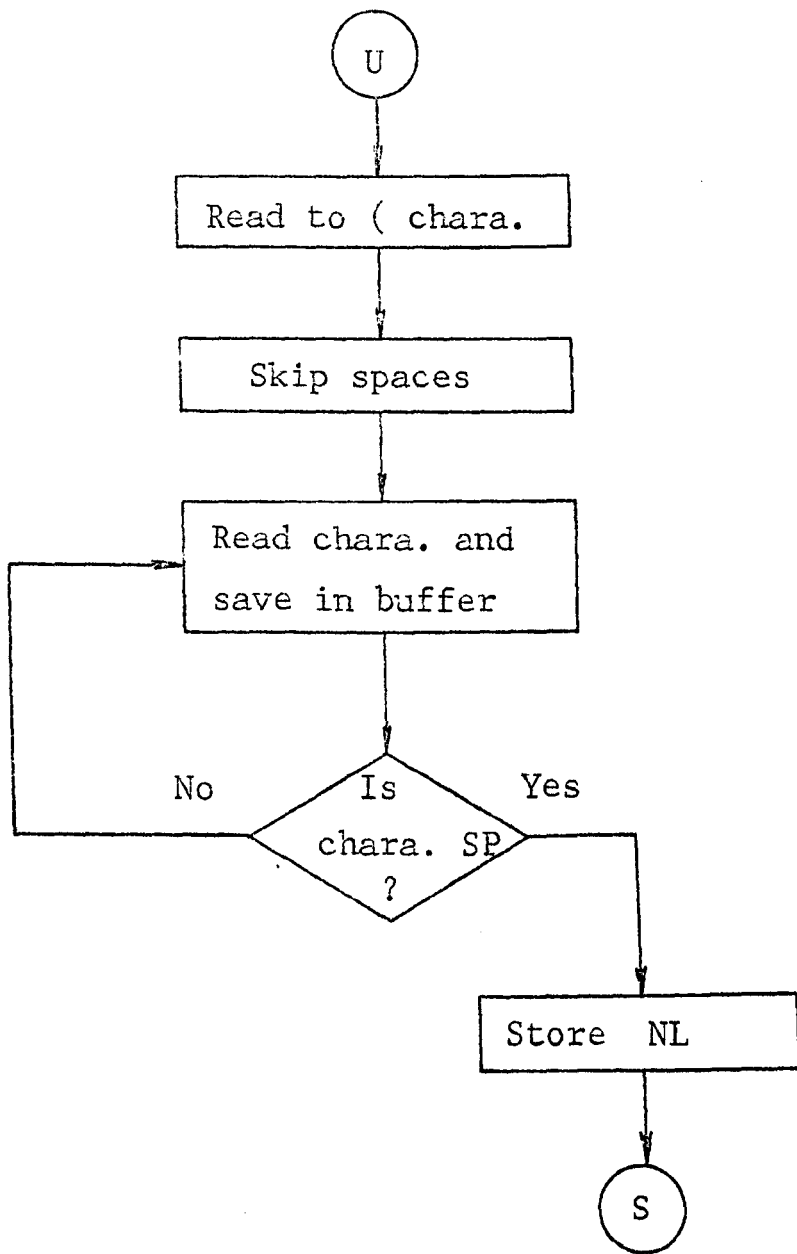 U
Read to ( chara.
Skip spaces
Read chara. and
save in buffer
No
Is
Yes
chara. SP
?
Store NL
S